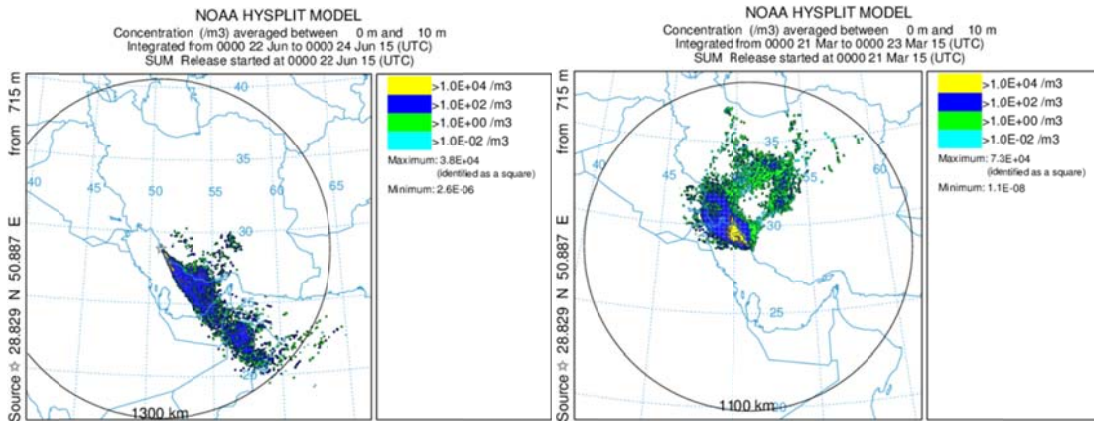 NOAA HYSPLIT MODEL
Concentration (/m3) averaged between 0 m and 10 m
Integrated from 0000 22 Jun to 0000 24 Jun 15 (UTC)
SUM Release started at 0000 22 Jun 15 (UTC)
Source ☆ 28.829 N 50.887 E from 715 m
40
35
40
45
50
55
60
65
30
25
20
1300 km
>1.0E+04 /m3
>1.0E+02 /m3
>1.0E+00 /m3
>1.0E-02 /m3
Maximum: 3.8E+04
(identified as a square)
Minimum: 2.6E-06
NOAA HYSPLIT MODEL
Concentration (/m3) averaged between 0 m and 10 m
Integrated from 0000 21 Mar to 0000 23 Mar 15 (UTC)
SUM Release started at 0000 21 Mar 15 (UTC)
Source ☆ 28.829 N 50.887 E from 715 m
40
35
40
45
60
65
30
25
20
1100 km
>1.0E+04 /m3
>1.0E+02 /m3
>1.0E+00 /m3
>1.0E-02 /m3
Maximum: 7.3E+04
(identified as a square)
Minimum: 1.1E-08